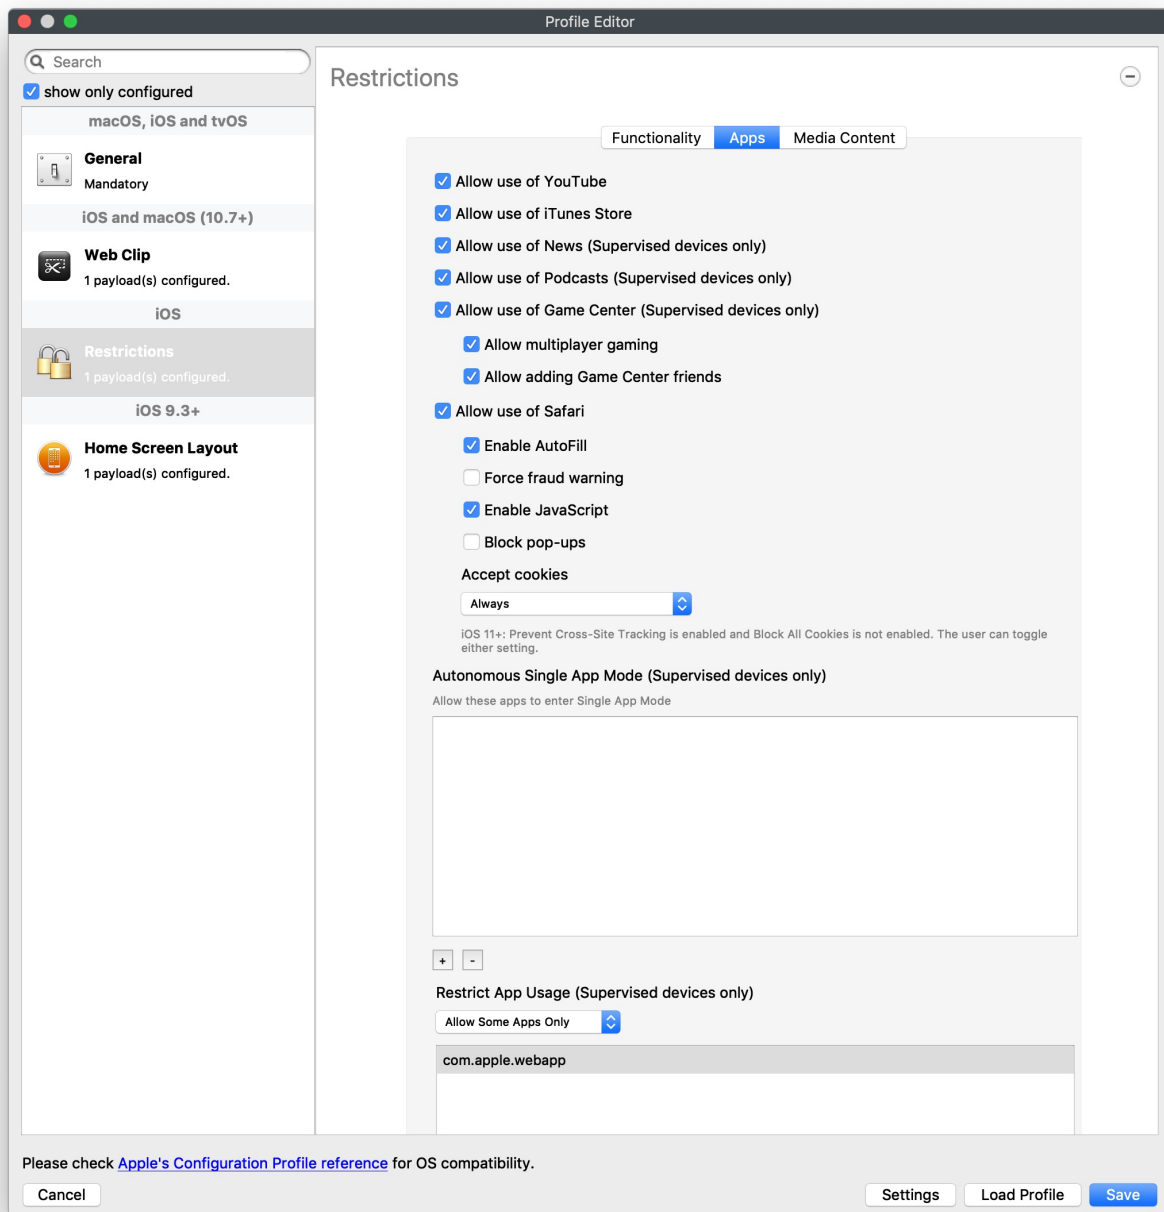 Profile Editor
Search
show only configured
macOS, iOS and tvOS
General
Mandatory
iOS and macOS (10.7+)
Web Clip
1 payload(s) configured.
iOS
Restrictions
1 payload(s) configured.
iOS 9.3+
Home Screen Layout
1 payload(s) configured.
Restrictions
Functionality Apps Media Content
Allow use of YouTube
Allow use of iTunes Store
Allow use of News (Supervised devices only)
Allow use of Podcasts (Supervised devices only)
Allow use of Game Center (Supervised devices only)
Allow multiplayer gaming
Allow adding Game Center friends
Allow use of Safari
Enable AutoFill
Force fraud warning
Enable JavaScript
Block pop-ups
Accept cookies
Always
iOS 11+: Prevent Cross-Site Tracking is enabled and Block All Cookies is not enabled. The user can toggle
either setting.
Autonomous Single App Mode (Supervised devices only)
Allow these apps to enter Single App Mode
+ -
Restrict App Usage (Supervised devices only)
Allow Some Apps Only
com.apple.webapp
Please check Apple's Configuration Profile reference for OS compatibility.
Cancel Settings Load Profile Save